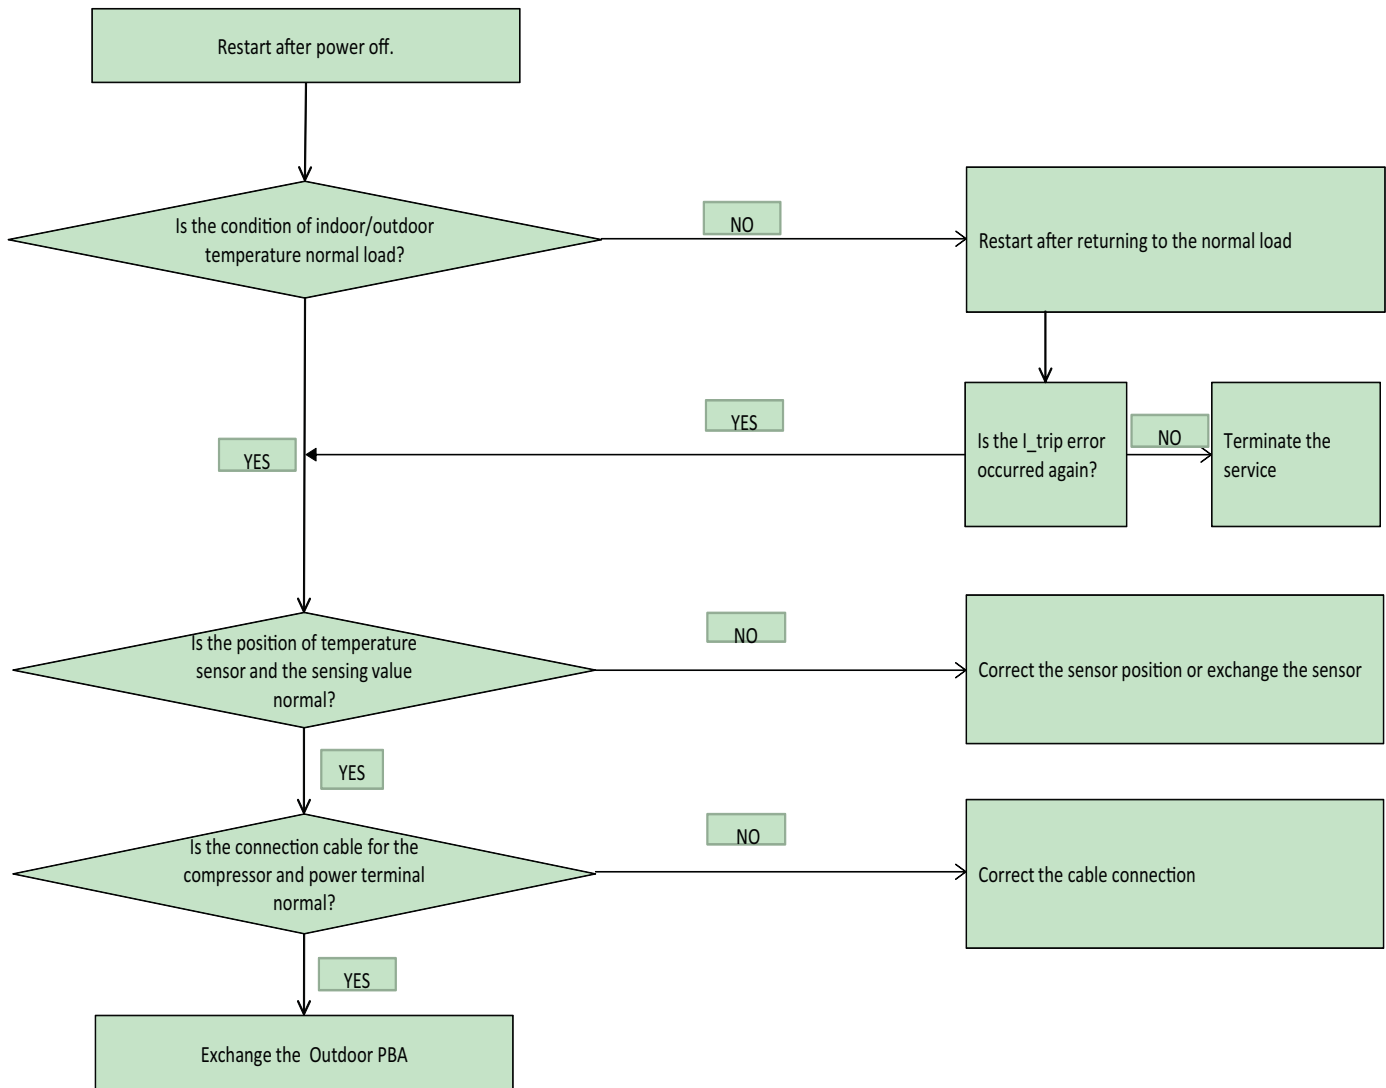 Restart after power off.
Is the condition of indoor/outdoor
temperature normal load?
NO
Restart after returning to the normal load
YES
YES
Is the I_trip error
occurred again?
NO
Terminate the
service
Is the position of temperature
sensor and the sensing value
normal?
NO
Correct the sensor position or exchange the sensor
YES
Is the connection cable for the
compressor and power terminal
normal?
NO
Correct the cable connection
YES
Exchange the Outdoor PBA